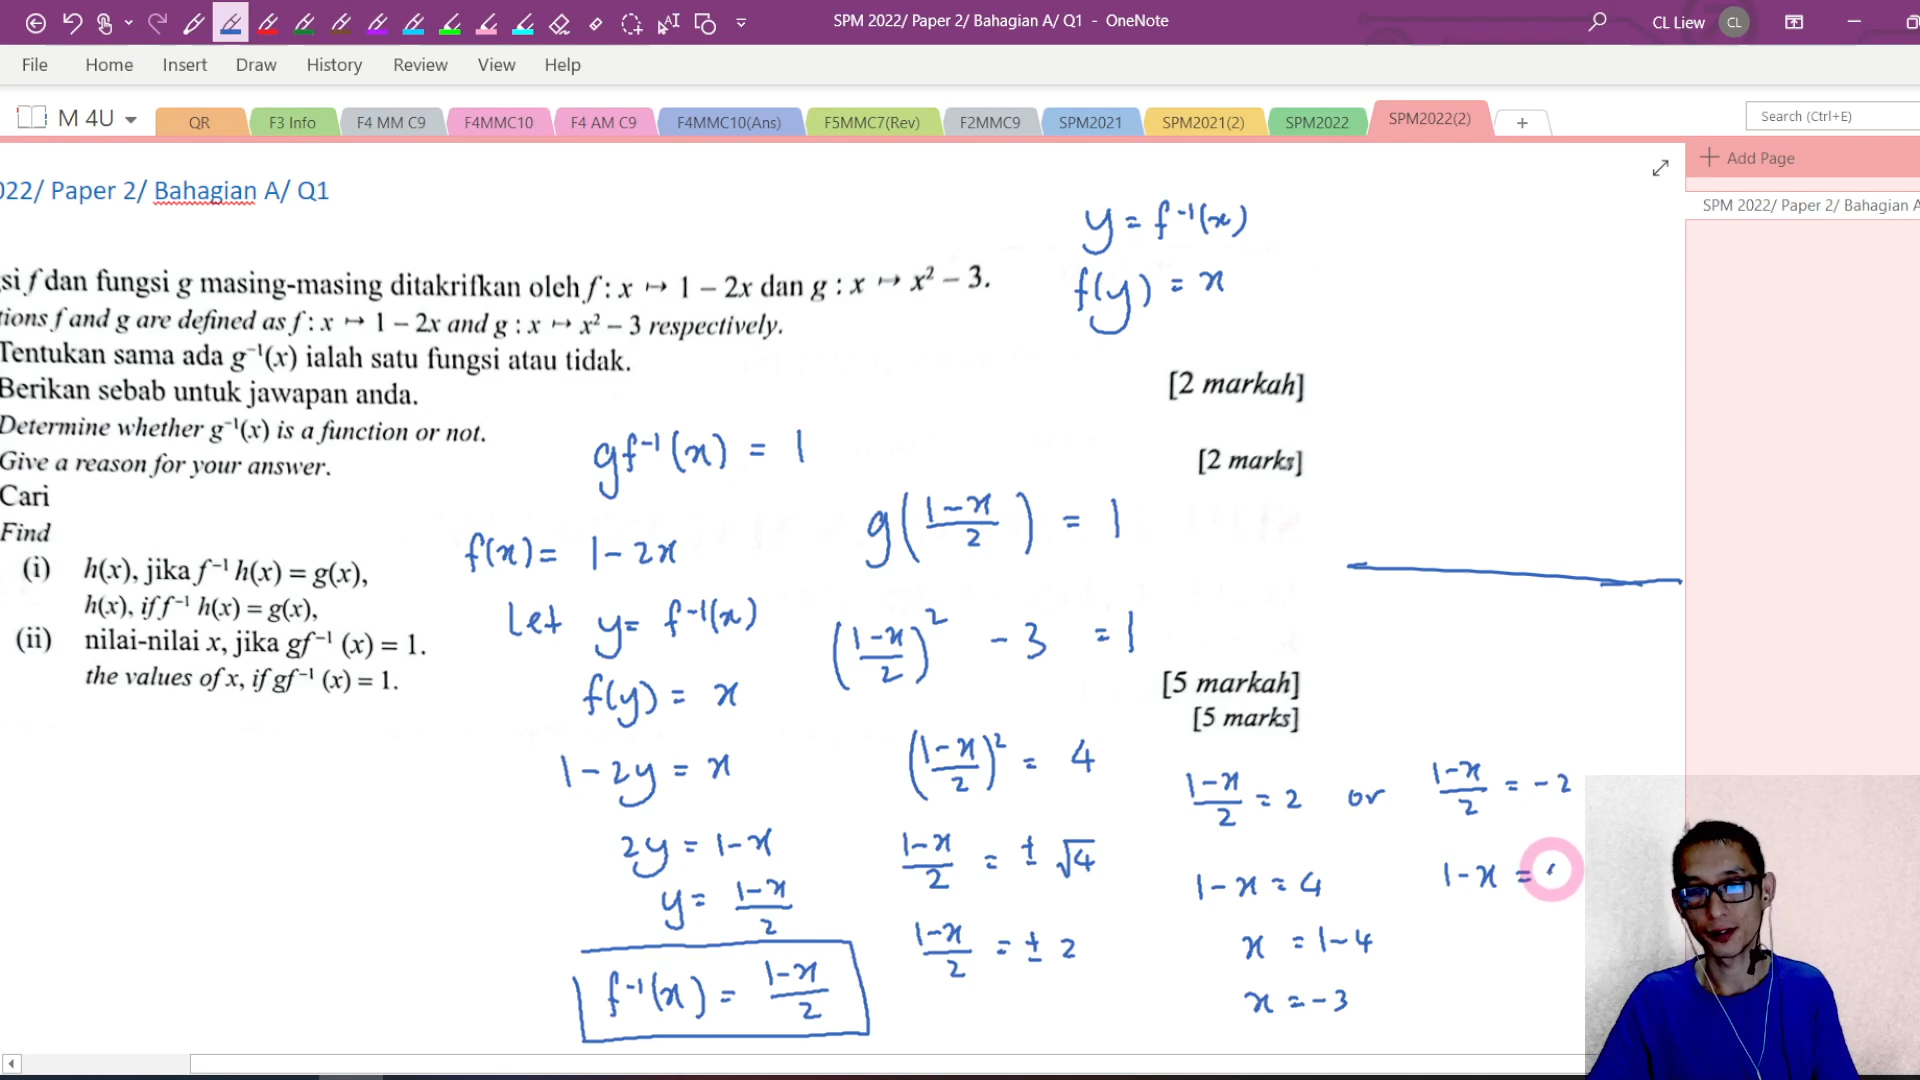 SPM 2022/ Paper 2/ Bahagian A/ Q1 - OneNote
CL Liew
CL
File Home Insert Draw History Review View Help
M 4U
QR
F3 Info
F4 MM C9
F4MMC10
F4 AM C9
F4MMC10(Ans)
F5MMC7(Rev)
F2MMC9
SPM2021
SPM2021(2)
SPM2022
SPM2022(2)
Search (Ctrl+E)
Add Page
SPM 2022/ Paper 2/ Bahagian A
022/ Paper 2/ Bahagian A/ Q1
y = f⁻¹(x)
f(y) = x
si f dan fungsi g masing-masing ditakrifkan oleh f : x ↦ 1 – 2x dan g : x ↦ x² – 3.
tions f and g are defined as f : x ↦ 1 – 2x and g : x ↦ x² – 3 respectively.
Tentukan sama ada g⁻¹(x) ialah satu fungsi atau tidak.
Berikan sebab untuk jawapan anda.
[2 markah]
Determine whether g⁻¹(x) is a function or not.
Give a reason for your answer.
[2 marks]
Cari
Find
(i) h(x), jika f⁻¹ h(x) = g(x),
h(x), if f⁻¹ h(x) = g(x),
(ii) nilai-nilai x, jika gf⁻¹ (x) = 1.
the values of x, if gf⁻¹ (x) = 1.
[5 markah]
[5 marks]
gf⁻¹(x) = 1
f(x) = 1 - 2x
Let y = f⁻¹(x)
f(y) = x
1 - 2y = x
2y = 1 - x
y = (1-x)/2
f⁻¹(x) = (1-x)/2
g((1-x)/2) = 1
((1-x)/2)² - 3 = 1
((1-x)/2)² = 4
(1-x)/2 = ± √4
(1-x)/2 = ± 2
(1-x)/2 = 2 or (1-x)/2 = -2
1 - x = 4
x = 1 - 4
x = -3
1 - x =